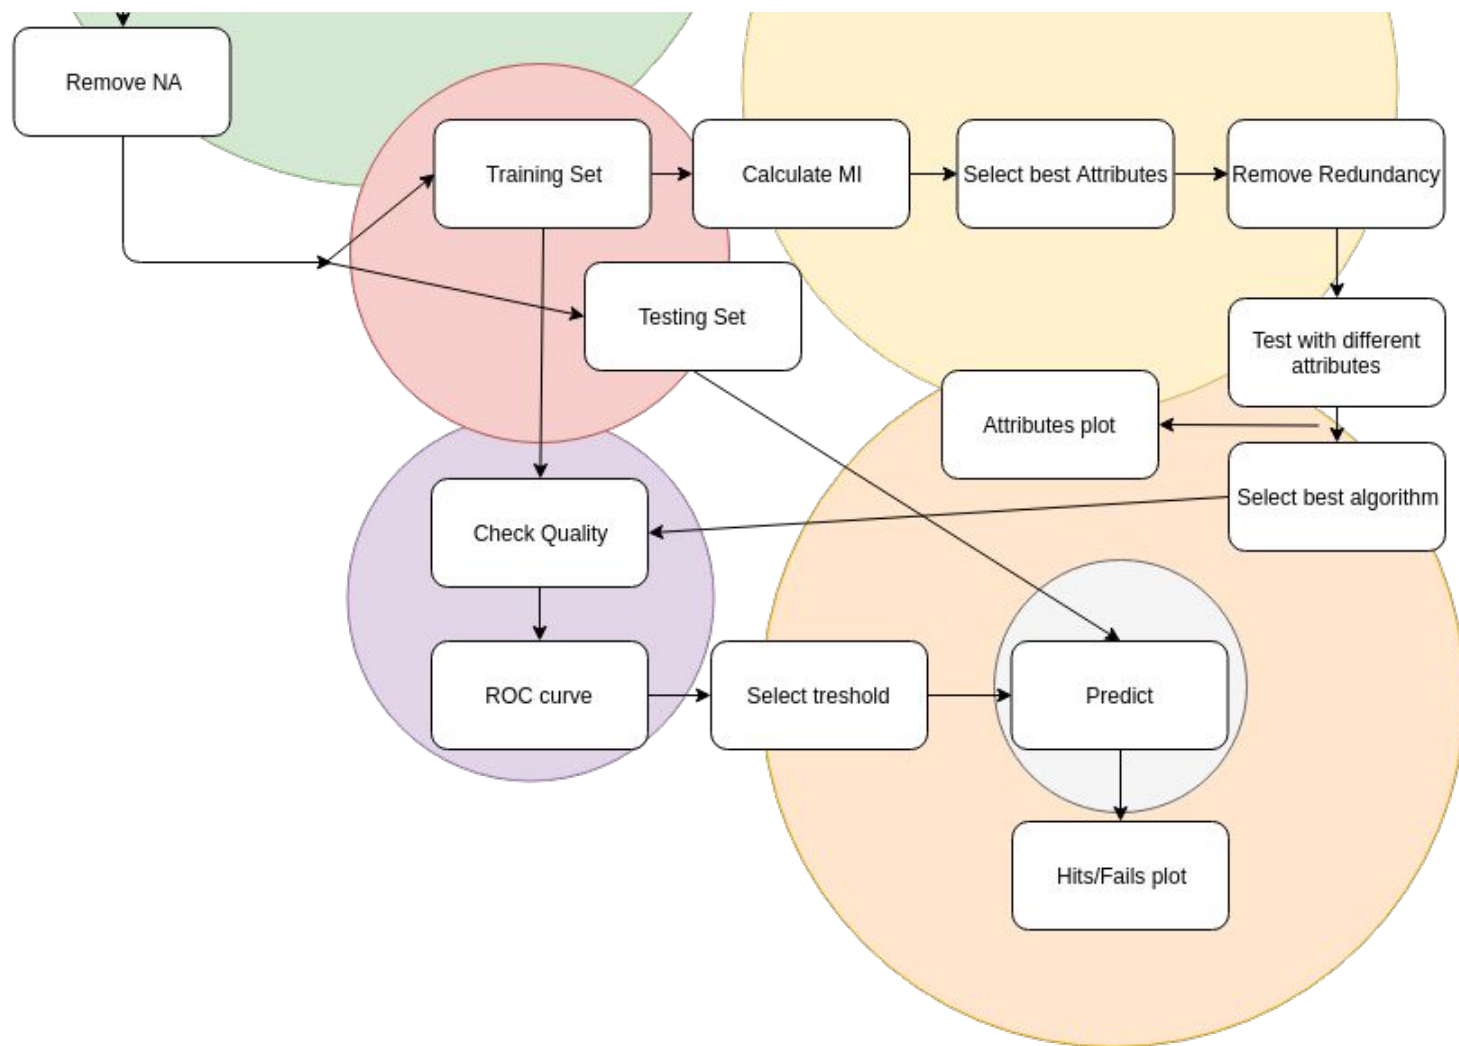 Remove NA
Training Set
Calculate MI
Select best Attributes
Remove Redundancy
Testing Set
Test with different
attributes
Attributes plot
Select best algorithm
Check Quality
ROC curve
Select treshold
Predict
Hits/Fails plot